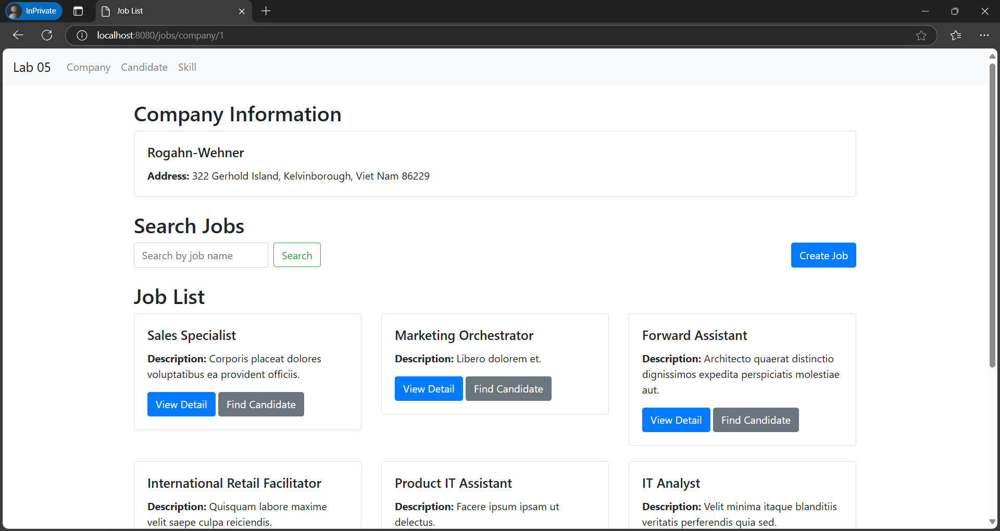 InPrivate
Job List
localhost:8080/jobs/company/1
Lab 05 Company Candidate Skill
Company Information
Rogahn-Wehner
Address: 322 Gerhold Island, Kelvinborough, Viet Nam 86229
Search Jobs
Search by job name Search Create Job
Job List
Sales Specialist
Description: Corporis placeat dolores
voluptatibus ea provident officiis.
View Detail Find Candidate
Marketing Orchestrator
Description: Libero dolorem et.
View Detail Find Candidate
Forward Assistant
Description: Architecto quaerat distinctio
dignissimos expedita perspiciatis molestiae
aut.
View Detail Find Candidate
International Retail Facilitator
Description: Quisquam labore maxime
velit saepe culpa reiciendis.
Product IT Assistant
Description: Facere ipsum ipsam ut
delectus.
IT Analyst
Description: Velit minima itaque blanditiis
veritatis perferendis quia sed.